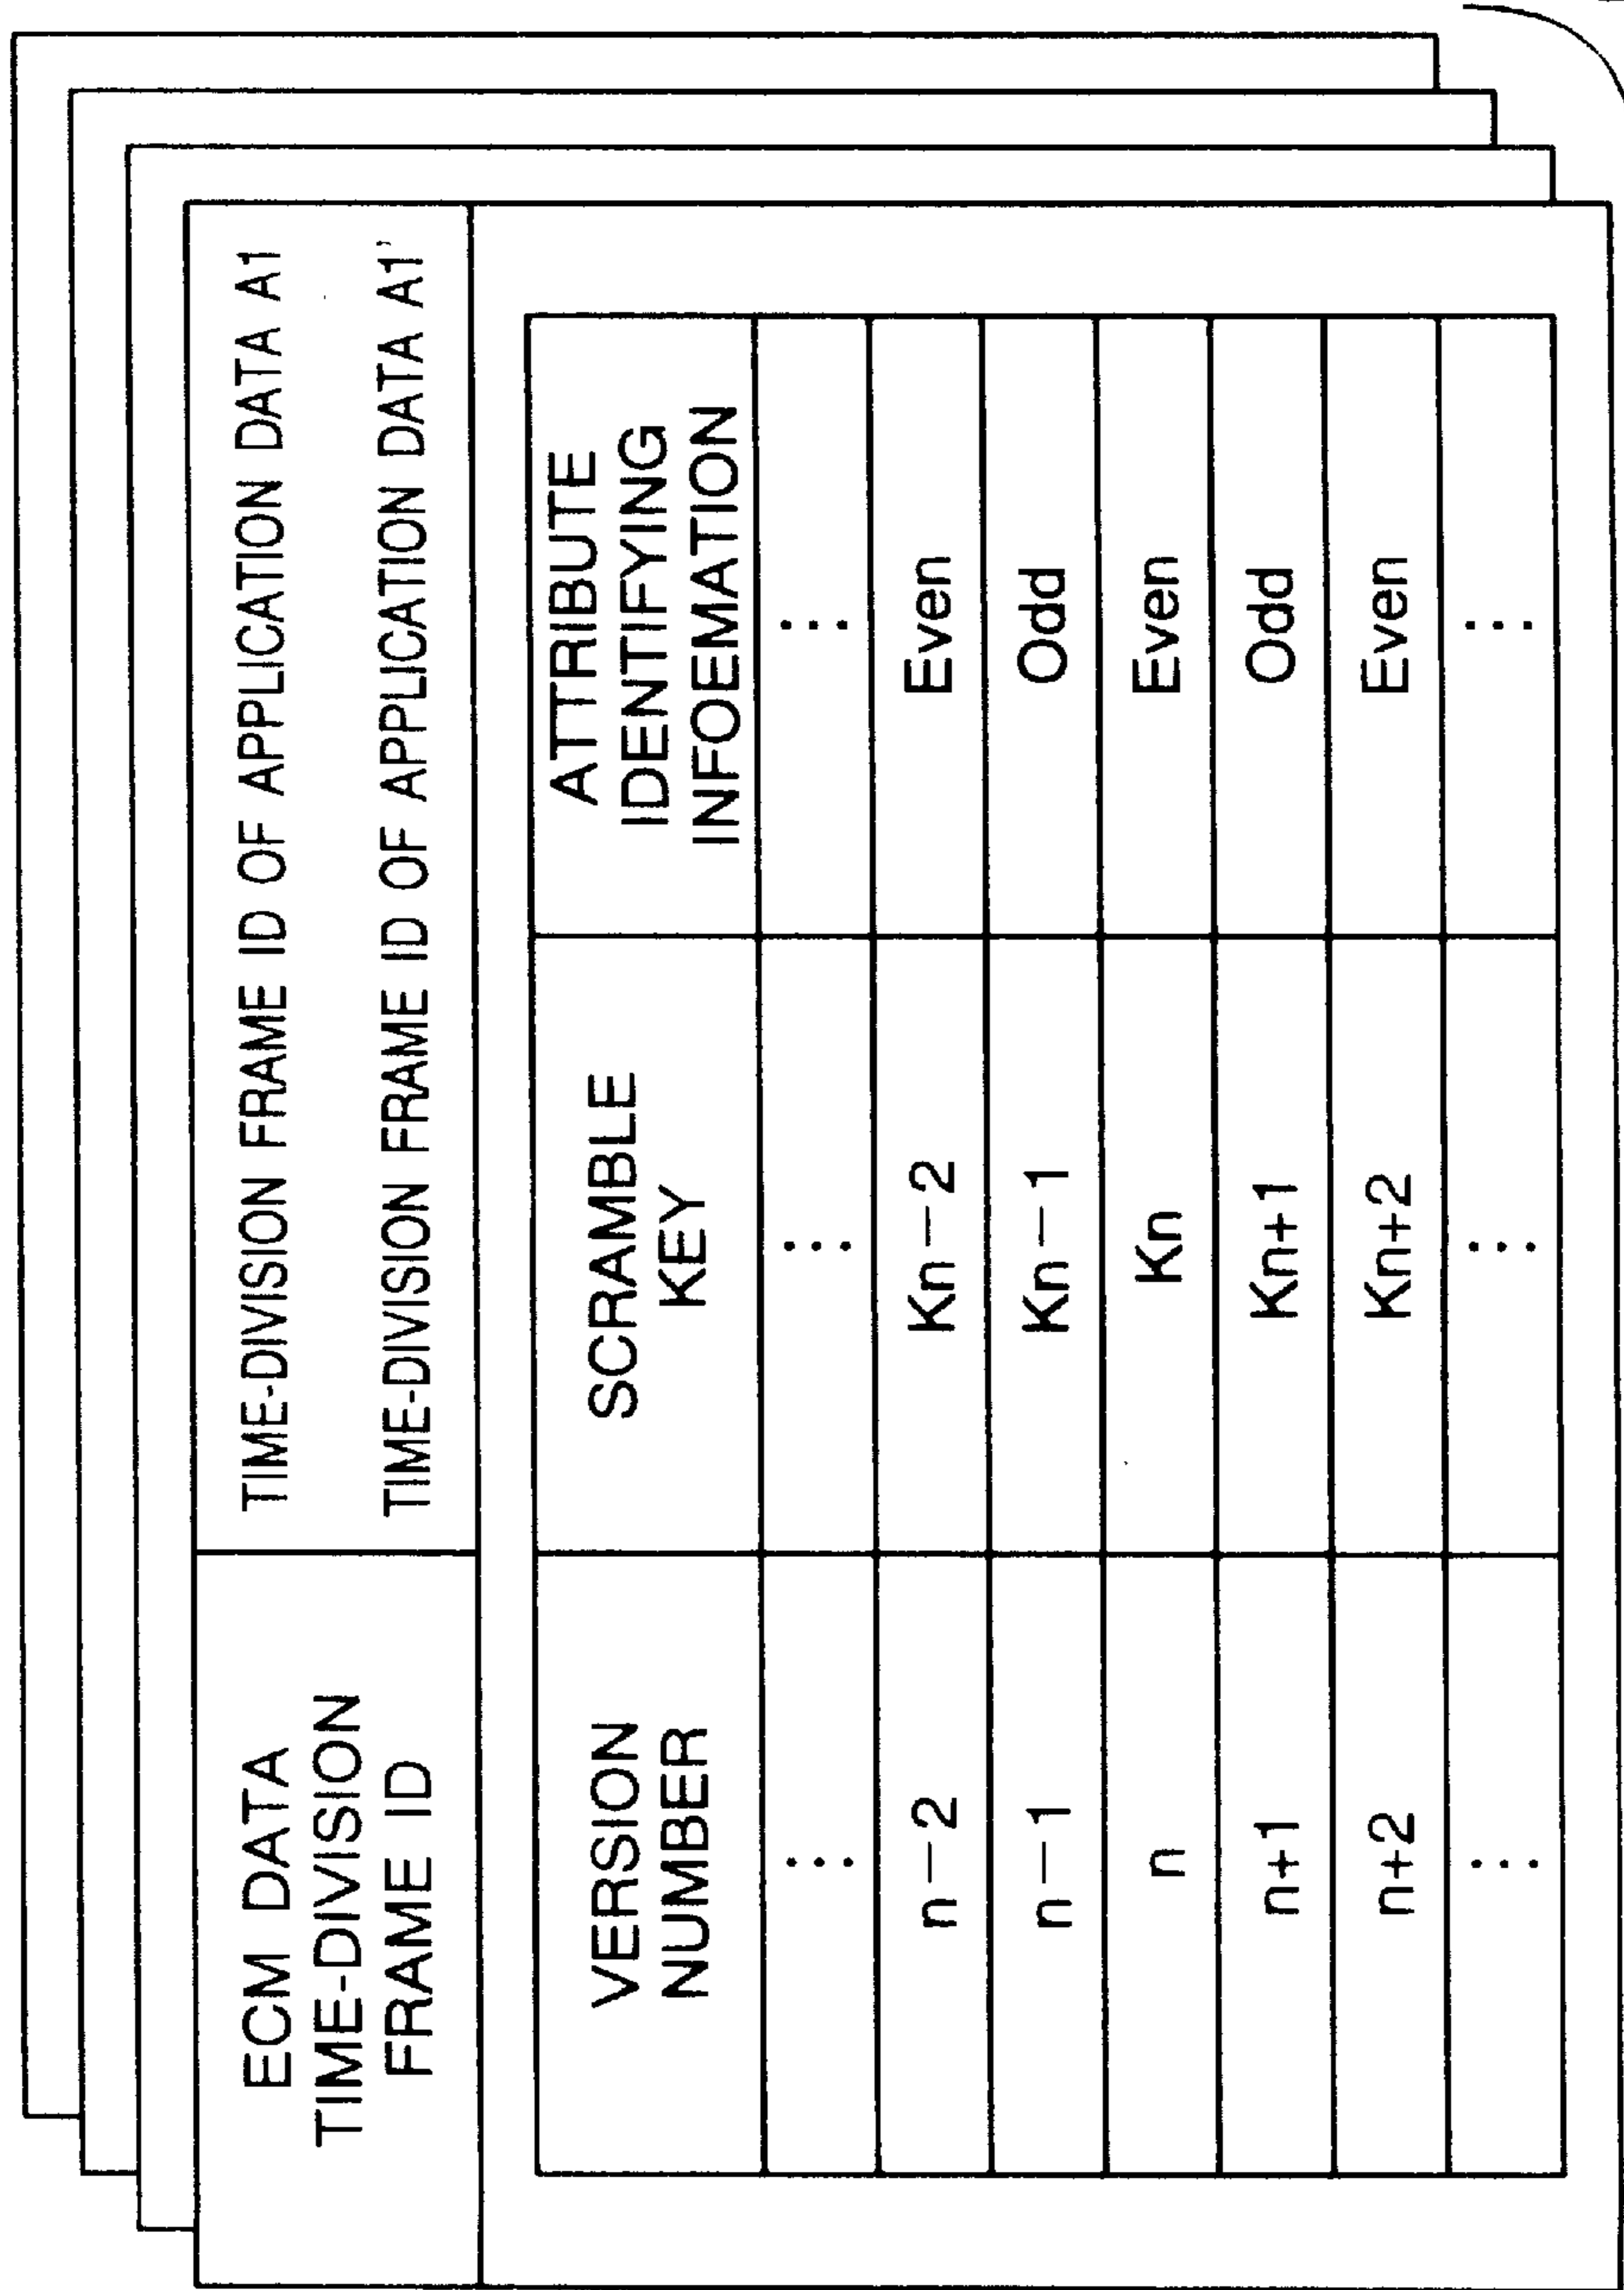 ECM DATA
TIME-DIVISION
FRAME ID
TIME-DIVISION FRAME ID OF APPLICATION DATA A1
TIME-DIVISION FRAME ID OF APPLICATION DATA A1'
VERSION
NUMBER
SCRAMBLE
KEY
ATTRIBUTE
IDENTIFYING
INFOEMATION
... ... ...
n−2 Kn−2 Even
n−1 Kn−1 Odd
n Kn Even
n+1 Kn+1 Odd
n+2 Kn+2 Even
... ... ...